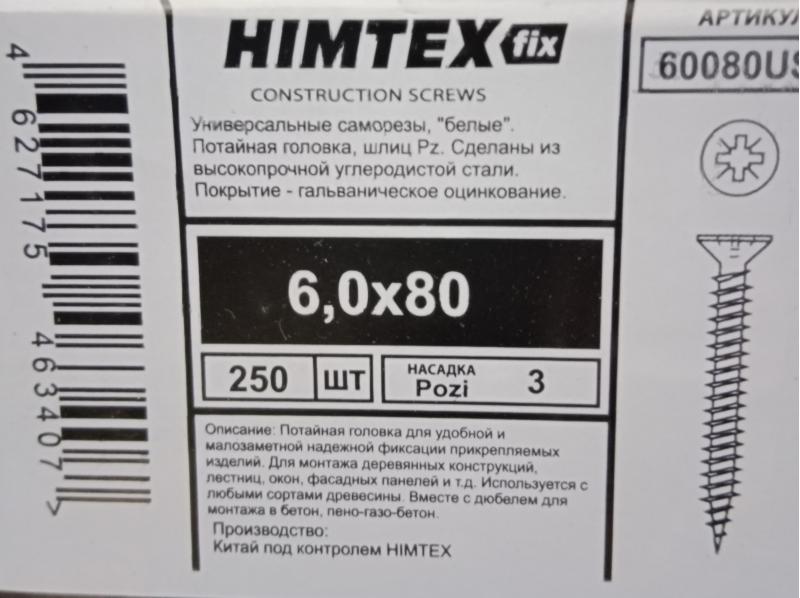 HIMTEX fix
CONSTRUCTION SCREWS
Универсальные саморезы, "белые".
Потайная головка, шлиц Pz. Сделаны из
высокопрочной углеродистой стали.
Покрытие - гальваническое оцинкование.
6,0x80
250 ШТ
НАСАДКА
Pozi 3
Описание: Потайная головка для удобной и
малозаметной надежной фиксации прикрепляемых
изделий. Для монтажа деревянных конструкций,
лестниц, окон, фасадных панелей и т.д. Используется с
любыми сортами древесины. Вместе с дюбелем для
монтажа в бетон, пено-газо-бетон.
Производство:
Китай под контролем HIMTEX
АРТИКУЛ
60080US
4 627175 463407 >